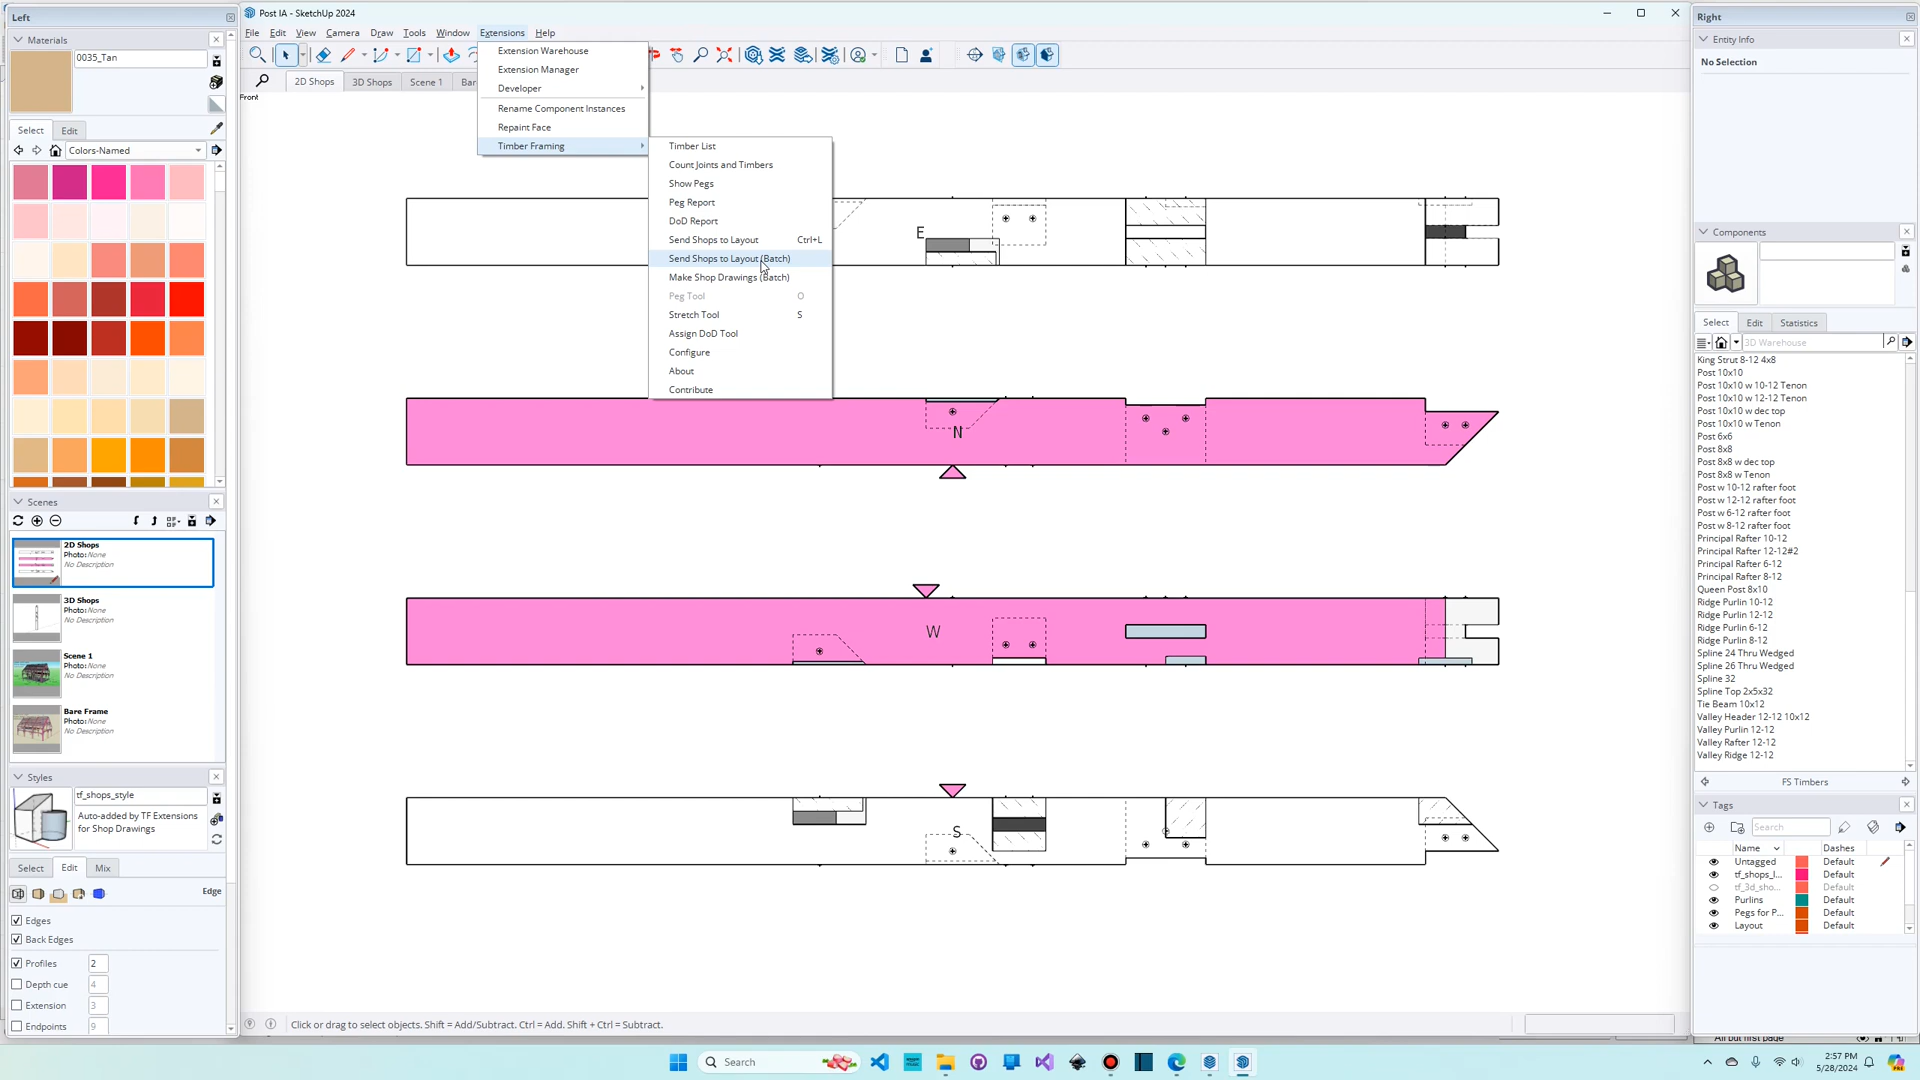 Left
Materials
0035_Tan
Select
Edit
Colors-Named
Scenes
2D Shops
Photo: None
No Description
3D Shops
Photo: None
No Description
Scene 1
Photo: None
No Description
Bare Frame
Photo: None
No Description
Styles
tf_shops_style
Auto-added by TF Extensions
for Shop Drawings
Select
Edit
Mix
Edge
Edges
Back Edges
Profiles
2
Depth cue
4
Extension
3
Endpoints
9
Post IA - SketchUp 2024
File
Edit
View
Camera
Draw
Tools
Window
Extensions
Help
2D Shops
3D Shops
Scene 1
Bar
Front
Extension Warehouse
Extension Manager
Developer
Rename Component Instances
Repaint Face
Timber Framing
Timber List
Count Joints and Timbers
Show Pegs
Peg Report
DoD Report
Send Shops to Layout Ctrl+L
Send Shops to Layout (Batch)
Make Shop Drawings (Batch)
Peg Tool O
Stretch Tool S
Assign DoD Tool
Configure
About
Contribute
E
N
W
S
Click or drag to select objects. Shift = Add/Subtract. Ctrl = Add. Shift + Ctrl = Subtract.
Right
Entity Info
No Selection
Components
Select
Edit
Statistics
3D Warehouse
King Strut 8-12 4x8
Post 10x10
Post 10x10 w 10-12 Tenon
Post 10x10 w 12-12 Tenon
Post 10x10 w dec top
Post 10x10 w Tenon
Post 6x6
Post 8x8
Post 8x8 w dec top
Post 8x8 w Tenon
Post w 10-12 rafter foot
Post w 12-12 rafter foot
Post w 6-12 rafter foot
Post w 8-12 rafter foot
Principal Rafter 10-12
Principal Rafter 12-12#2
Principal Rafter 6-12
Principal Rafter 8-12
Queen Post 8x10
Ridge Purlin 10-12
Ridge Purlin 12-12
Ridge Purlin 6-12
Ridge Purlin 8-12
Spline 24 Thru Wedged
Spline 26 Thru Wedged
Spline 32
Spline Top 2x5x32
Tie Beam 10x12
Valley Header 12-12 10x12
Valley Purlin 12-12
Valley Rafter 12-12
Valley Ridge 12-12
FS Timbers
Tags
Search
Name
Dashes
Untagged Default
tf_shops_l... Default
tf_3d_sho... Default
Purlins Default
Pegs for P... Default
Layout Default
Search
2:57 PM
5/28/2024